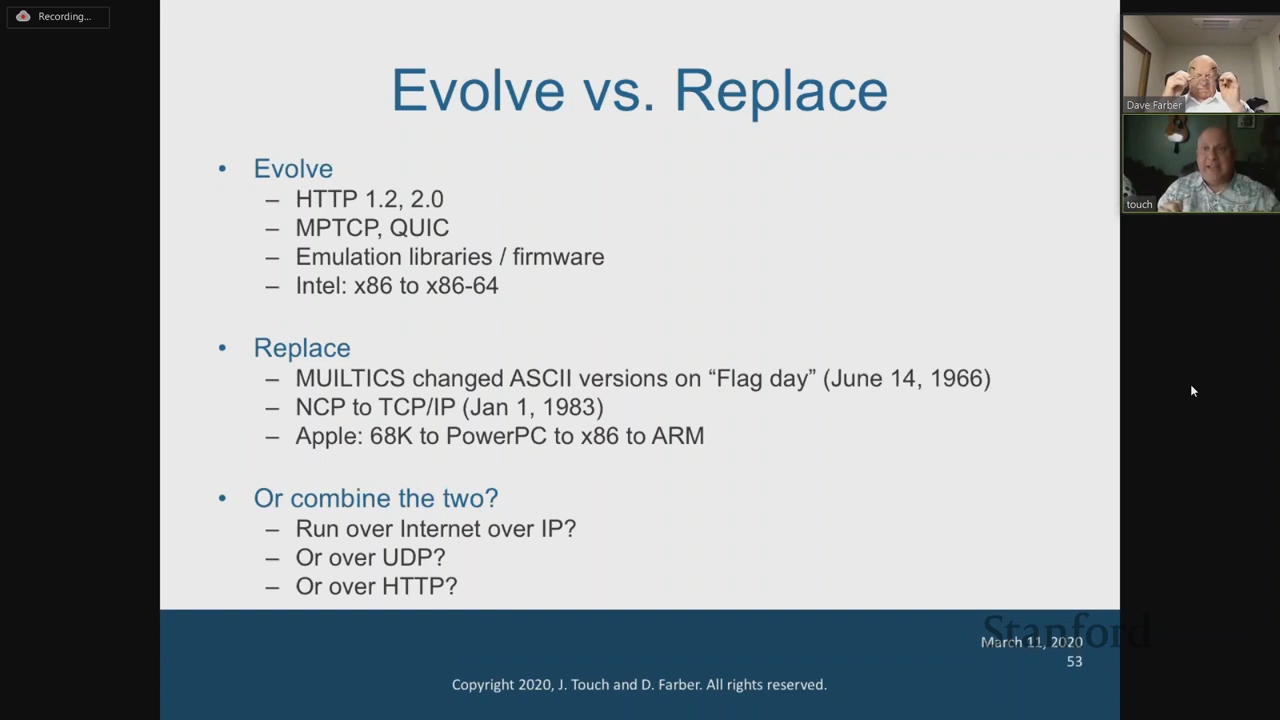 Recording...
Evolve vs. Replace
• Evolve
– HTTP 1.2, 2.0
– MPTCP, QUIC
– Emulation libraries / firmware
– Intel: x86 to x86-64
• Replace
– MUILTICS changed ASCII versions on “Flag day” (June 14, 1966)
– NCP to TCP/IP (Jan 1, 1983)
– Apple: 68K to PowerPC to x86 to ARM
• Or combine the two?
– Run over Internet over IP?
– Or over UDP?
– Or over HTTP?
Stanford
March 11, 2020
53
Copyright 2020, J. Touch and D. Farber. All rights reserved.
Dave Farber
touch